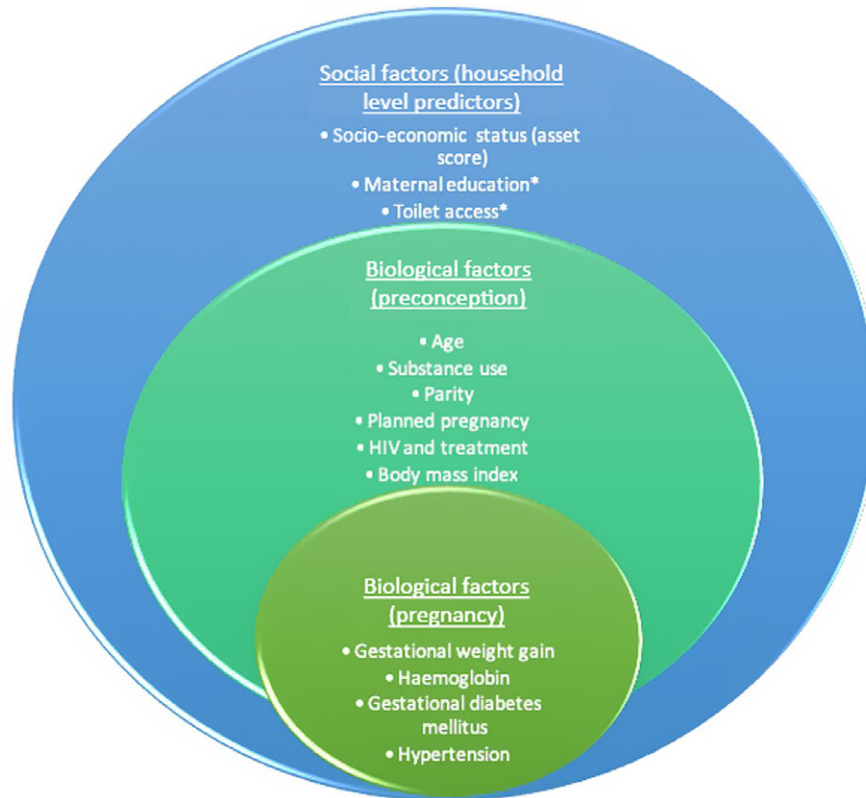 Social factors (household
level predictors)
• Socio-economic status (asset
score)
• Maternal education*
• Toilet access*
Biological factors
(preconception)
• Age
• Substance use
• Parity
• Planned pregnancy
• HIV and treatment
• Body mass index
Biological factors
(pregnancy)
• Gestational weight gain
• Haemoglobin
• Gestational diabetes
mellitus
• Hypertension